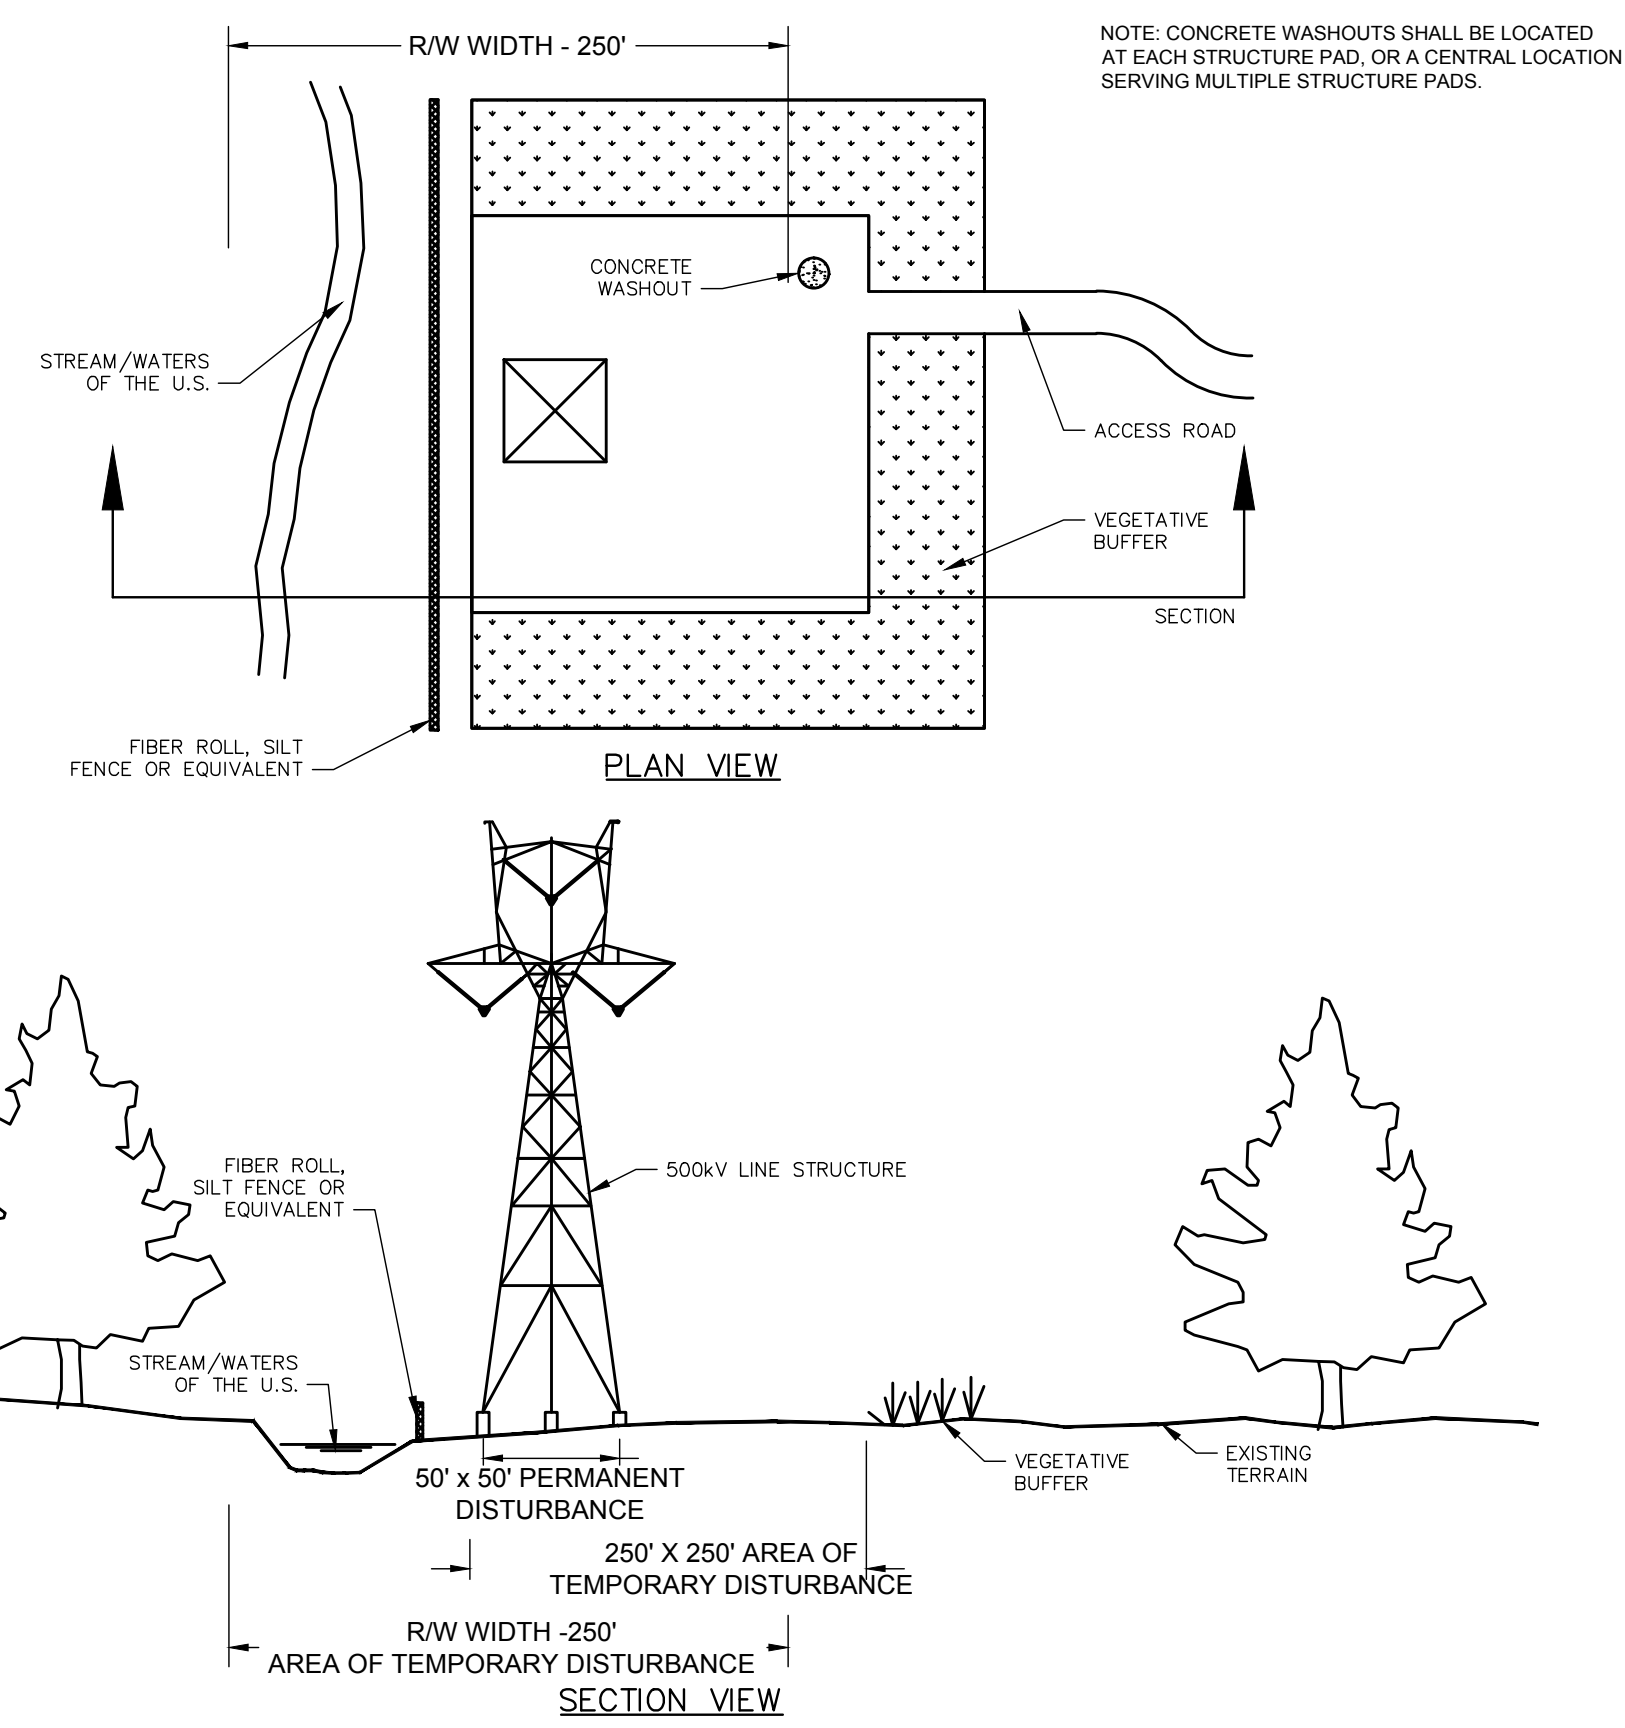 R/W WIDTH - 250'
NOTE: CONCRETE WASHOUTS SHALL BE LOCATED
AT EACH STRUCTURE PAD, OR A CENTRAL LOCATION
SERVING MULTIPLE STRUCTURE PADS.
CONCRETE
WASHOUT
STREAM/WATERS
OF THE U.S.
ACCESS ROAD
VEGETATIVE
BUFFER
SECTION
FIBER ROLL, SILT
FENCE OR EQUIVALENT
PLAN VIEW
FIBER ROLL,
SILT FENCE OR
EQUIVALENT
500kV LINE STRUCTURE
STREAM/WATERS
OF THE U.S.
VEGETATIVE
BUFFER
EXISTING
TERRAIN
50' x 50' PERMANENT
DISTURBANCE
250' X 250' AREA OF
TEMPORARY DISTURBANCE
R/W WIDTH -250'
AREA OF TEMPORARY DISTURBANCE
SECTION VIEW